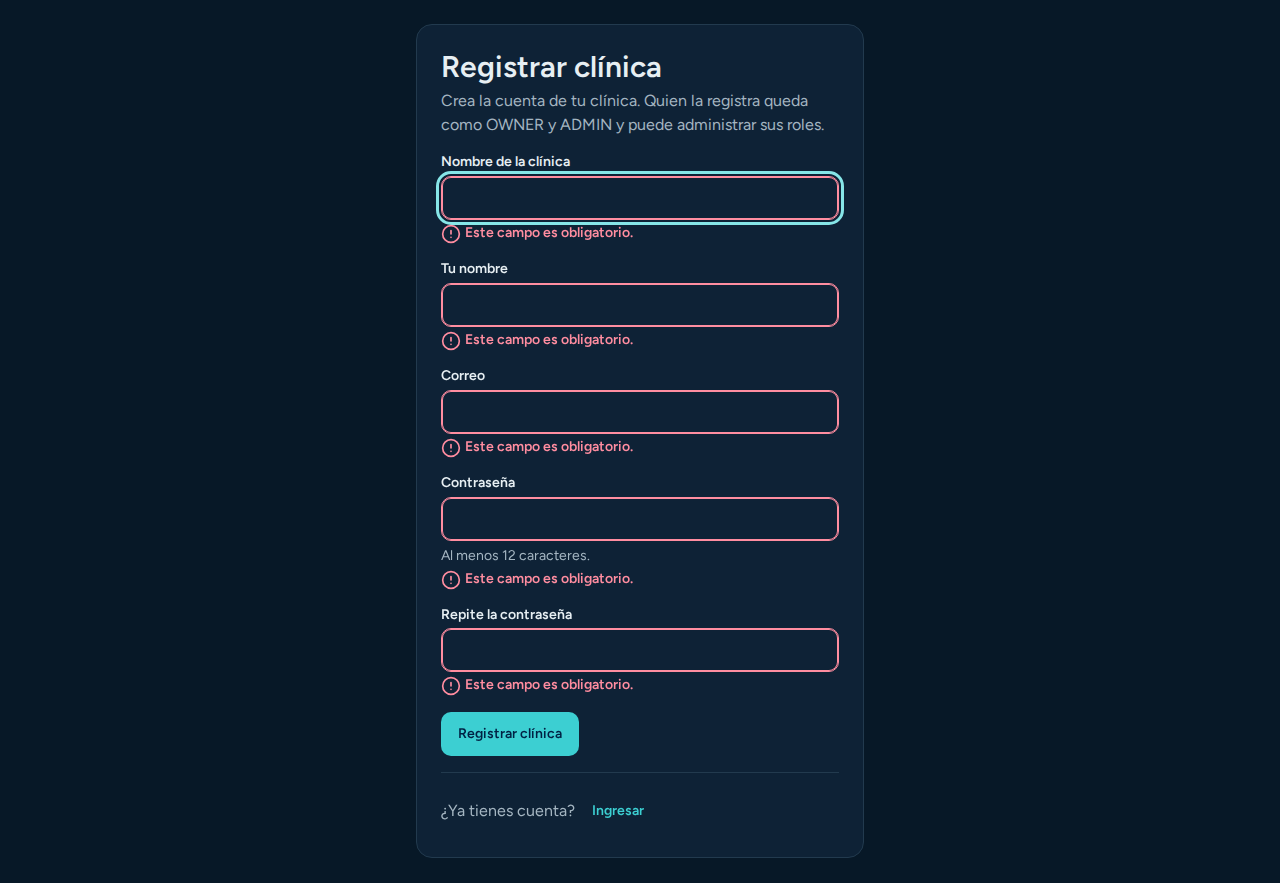 Registrar clínica
Crea la cuenta de tu clínica. Quien la registra queda
como OWNER y ADMIN y puede administrar sus roles.
Nombre de la clínica
Este campo es obligatorio.
Tu nombre
Este campo es obligatorio.
Correo
Este campo es obligatorio.
Contraseña
Al menos 12 caracteres.
Este campo es obligatorio.
Repite la contraseña
Este campo es obligatorio.
Registrar clínica
¿Ya tienes cuenta? Ingresar